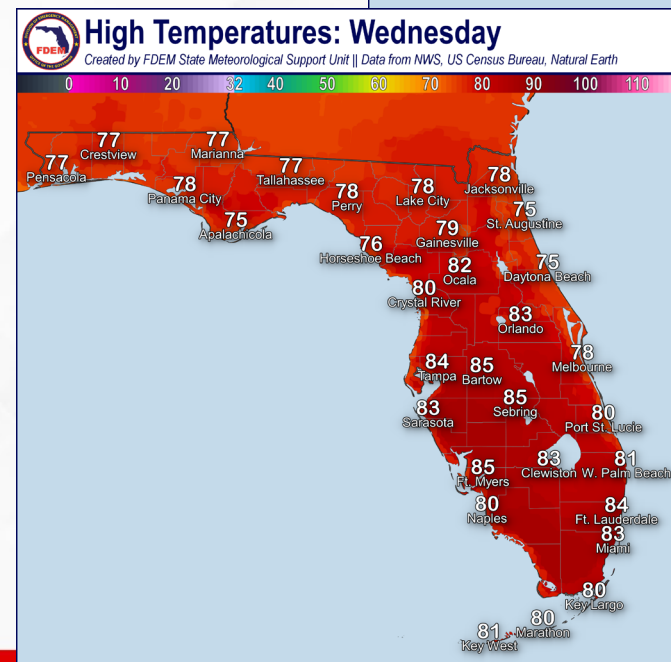 High Temperatures: Wednesday
Created by FDEM State Meteorological Support Unit || Data from NWS, US Census Bureau, Natural Earth
FDEM
0 10 20 32 40 50 60 70 80 90 100 110
77
Crestview
77
Marianna
77
Pensacola
77
Tallahassee
78
Panama City
78
Perry
78
Lake City
78
Jacksonville
75
Apalachicola
75
St. Augustine
79
Gainesville
76
Horseshoe Beach
82
Ocala
75
Daytona Beach
80
Crystal River
83
Orlando
78
Melbourne
84
Tampa
85
Bartow
85
Sebring
83
Sarasota
80
Port St. Lucie
85
Ft. Myers
83
Clewiston
81
W. Palm Beach
80
Naples
84
Ft. Lauderdale
83
Miami
80
Key Largo
80
Marathon
81
Key West